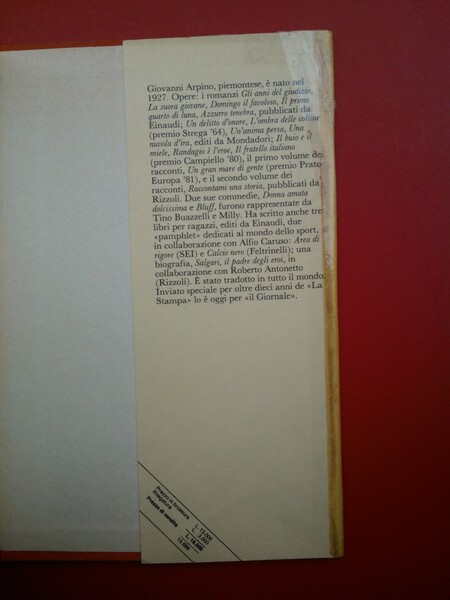 Giovanni Arpino, piemontese, è nato nel
1927. Opere: i romanzi Gli anni del giudizio,
La suora giovane, Domingo il favoloso, Il primo
quarto di luna, Azzurro tenebra, pubblicati da
Einaudi; Un delitto d'onore, L'ombra delle colline
(premio Strega '64), Un'anima persa, Una
nuvola d'ira, editi da Mondadori; Il buio e il
miele, Randagio è l'eroe, Il fratello italiano
(premio Campiello '80), il primo volume dei
racconti, Un gran mare di gente (premio Prato-
Europa '81), e il secondo volume dei
racconti, Raccontami una storia, pubblicati da
Rizzoli. Due sue commedie, Donna amata
dolcissima e Bluff, furono rappresentate da
Tino Buazzelli e Milly. Ha scritto anche tre
libri per ragazzi, editi da Einaudi, due
«pamphlet» dedicati al mondo dello sport,
in collaborazione con Alfio Caruso: Area di
rigore (SEI) e Calcio nero (Feltrinelli); una
biografia, Salgari, il padre degli eroi, in
collaborazione con Roberto Antonetto
(Rizzoli). È stato tradotto in tutto il mondo.
Inviato speciale per oltre dieci anni de «La
Stampa» lo è oggi per «il Giornale».
Prezzo in brossura
Prezzo di vendita